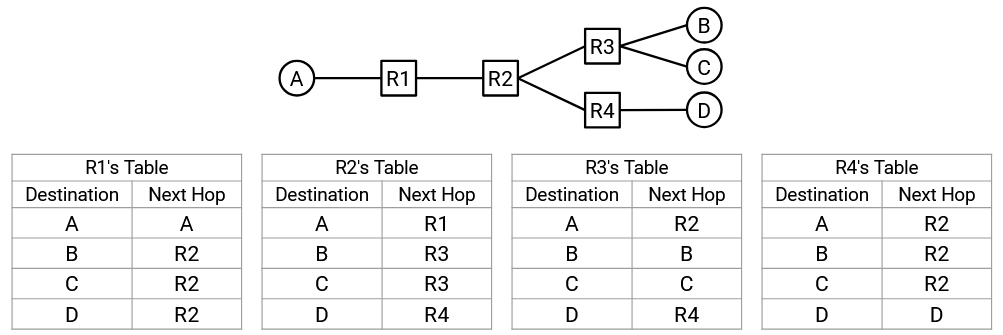 B
R3
A
R1
R2
C
R4
D
R1's Table
Destination Next Hop
A A
B R2
C R2
D R2
R2's Table
Destination Next Hop
A R1
B R3
C R3
D R4
R3's Table
Destination Next Hop
A R2
B B
C C
D R4
R4's Table
Destination Next Hop
A R2
B R2
C R2
D D